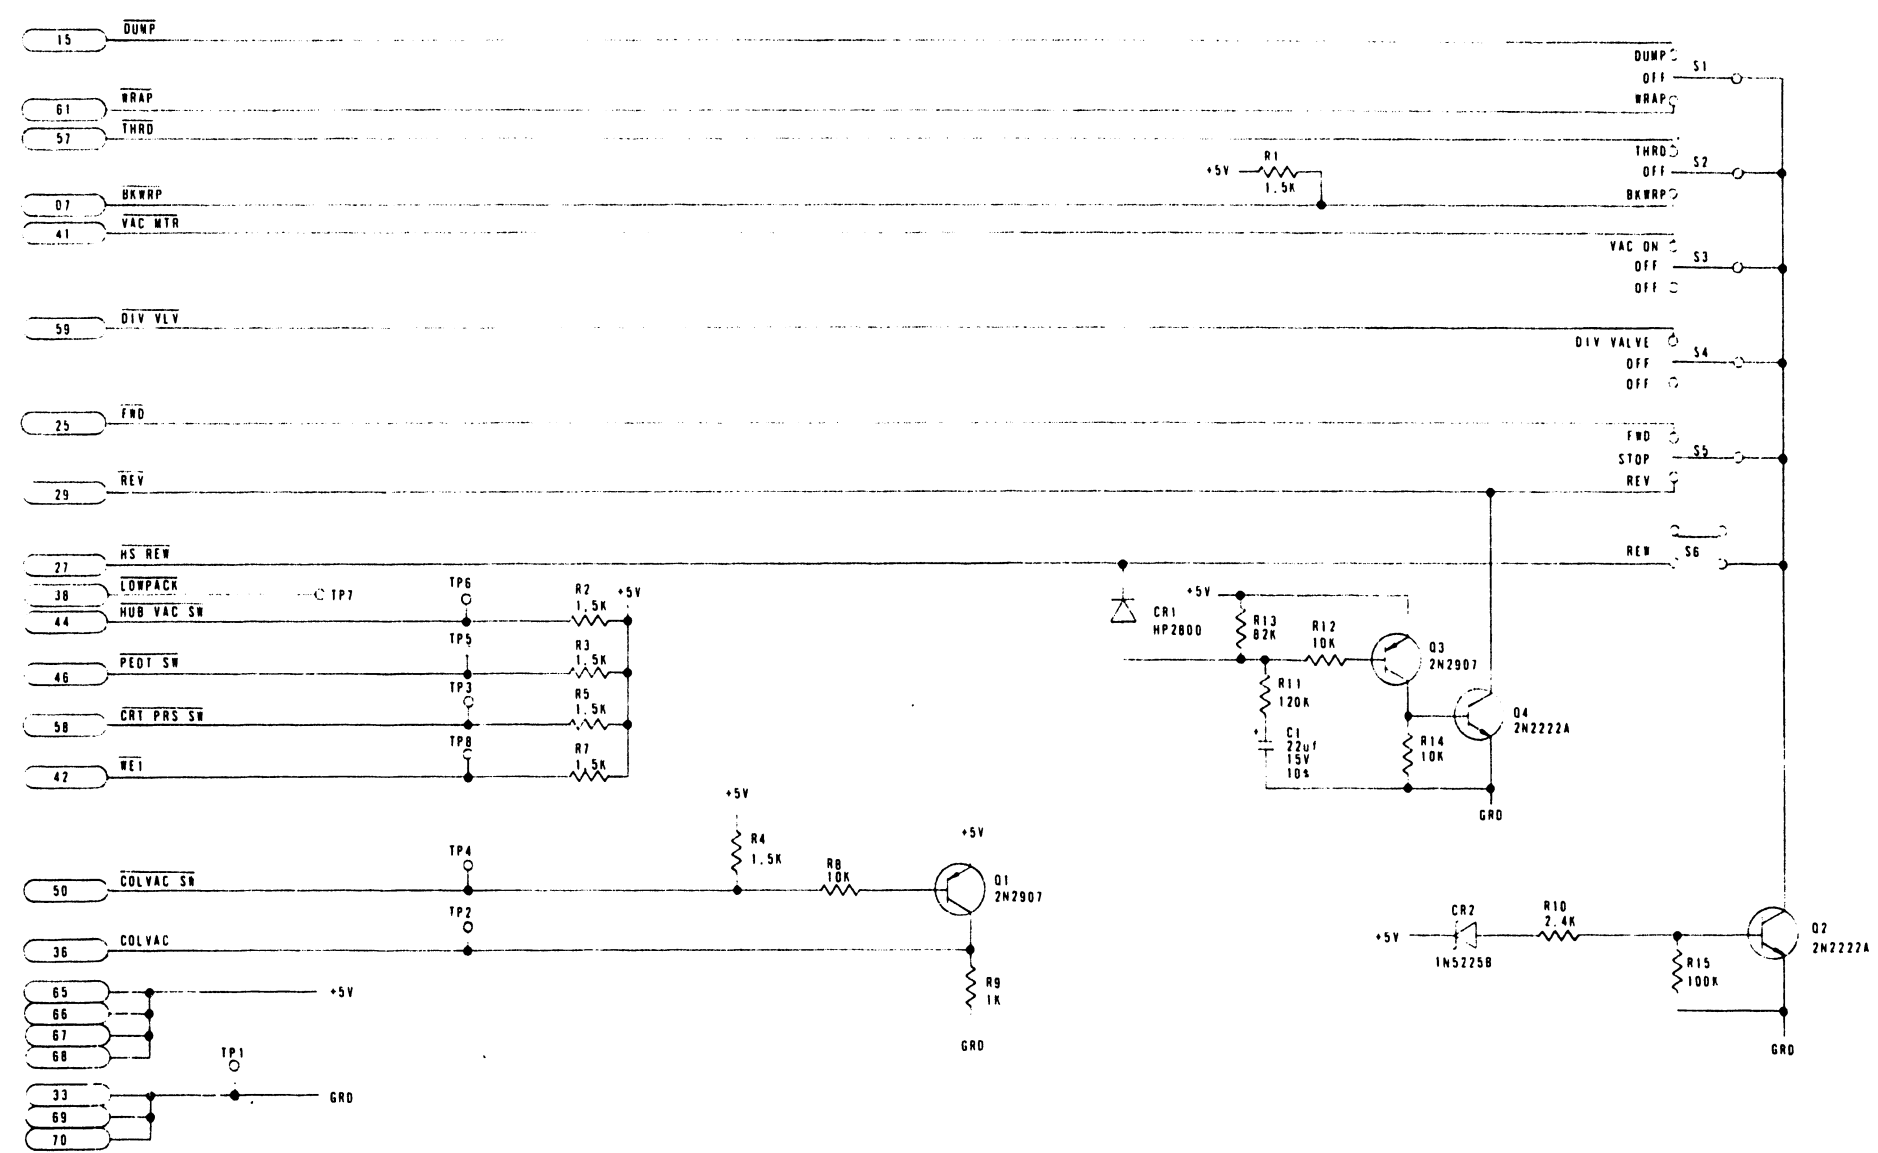 15 DUMP
DUMP S1
OFF
61 WRAP WRAP
57 THRD
THRD S2
R1
+5V OFF
1.5K
07 BKWRP BKWRP
41 VAC MTR
VAC ON S3
OFF
OFF
59 DIV VLV
DIV VALVE S4
OFF
OFF
25 FWD
FWD
STOP S5
29 REV REV
27 HS REW REW S6
38 LOWPACK TP7
44 HUB VAC SW TP6 R2 1.5K +5V
46 PEDT SW TP5 R3 1.5K
58 CRT PRS SW TP3 R5 1.5K
42 WE1 TP8 R7 1.5K
CR1
HP2800
+5V
R13
82K
R12
10K
Q3
2N2907
R11
120K
+ C1
22uf
15V
10%
R14
10K
Q4
2N2222A
GRD
+5V
R4
1.5K
+5V
50 COLVAC SW TP4
R8
10K
Q1
2N2907
36 COLVAC TP2
R9
1K
GRD
+5V
CR2
1N5225B
R10
2.4K
R15
100K
Q2
2N2222A
GRD
65 +5V
66
67
68
TP1
33 GRD
69
70